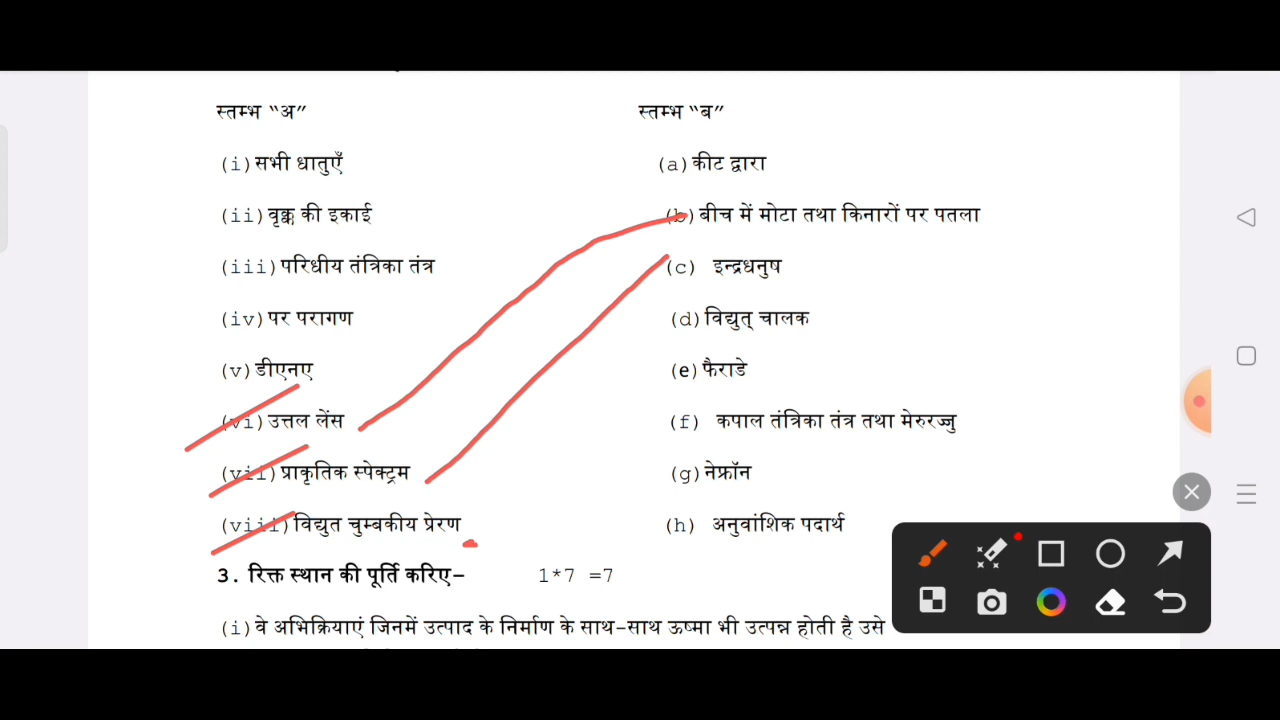 स्तम्भ “अ” स्तम्भ “ब”
(i)सभी धातुएँ (a)कीट द्वारा
(ii)वृक्क की इकाई (b)बीच में मोटा तथा किनारों पर पतला
(iii)परिधीय तंत्रिका तंत्र (c) इन्द्रधनुष
(iv)पर परागण (d)विद्युत् चालक
(v)डीएनए (e)फैराडे
(vi)उत्तल लेंस (f) कपाल तंत्रिका तंत्र तथा मेरुरज्जु
(vii)प्राकृतिक स्पेक्ट्रम (g)नेफ्रॉन
(viii)विद्युत चुम्बकीय प्रेरण (h) अनुवांशिक पदार्थ
3. रिक्त स्थान की पूर्ति करिए– 1*7 =7
(i)वे अभिक्रियाएं जिनमें उत्पाद के निर्माण के साथ-साथ ऊष्मा भी उत्पन्न होती है उसे